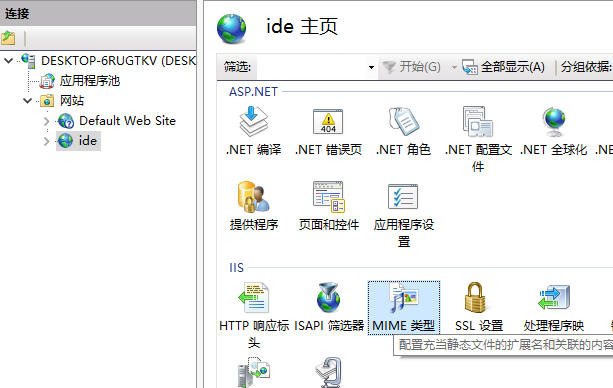 连接
DESKTOP-6RUGTKV (DESK
应用程序池
网站
Default Web Site
ide
ide 主页
筛选:
开始(G)
全部显示(A)
分组依据:
ASP.NET
.NET 编译
.NET 错误页
.NET 角色
.NET 配置文
件
.NET 全球化
.NE
提供程序
页面和控件
应用程序设
置
IIS
HTTP 响应标
头
ISAPI 筛选器
MIME 类型
SSL 设置
处理程序映
配置充当静态文件的扩展名和关联的内容